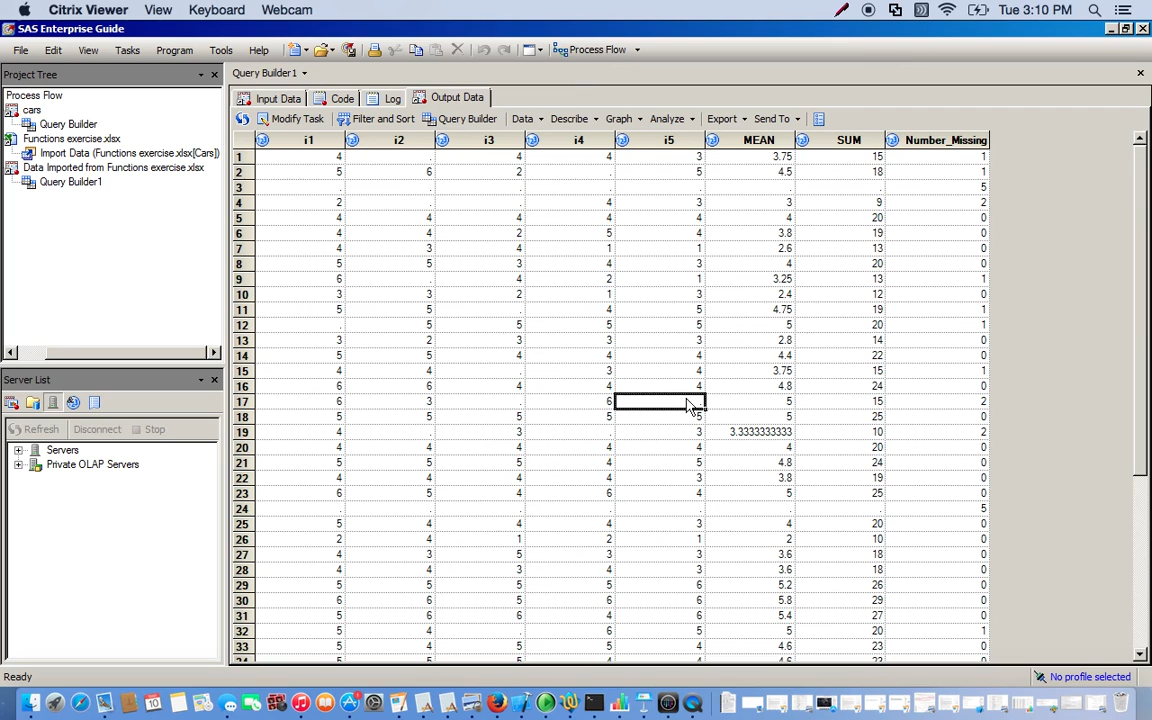 Citrix Viewer View Keyboard Webcam Tue 3:10 PM
SAS Enterprise Guide
File Edit View Tasks Program Tools Help Process Flow
Project Tree
Process Flow
cars
Query Builder
Functions exercise.xlsx
Import Data (Functions exercise.xlsx[Cars])
Data Imported from Functions exercise.xlsx
Query Builder1
Server List
Refresh Disconnect Stop
Servers
Private OLAP Servers
Query Builder1
Input Data Code Log Output Data
Modify Task Filter and Sort Query Builder Data Describe Graph Analyze Export Send To
i1 i2 i3 i4 i5 MEAN SUM Number_Missing
1 4 . 4 4 3 3.75 15 1
2 5 6 2 . 5 4.5 18 1
3 . . . . . . . 5
4 2 . . 4 3 3 9 2
5 4 4 4 4 4 4 20 0
6 4 4 2 5 4 3.8 19 0
7 4 3 4 1 1 2.6 13 0
8 5 5 3 4 3 4 20 0
9 6 . 4 2 1 3.25 13 1
10 3 3 2 1 3 2.4 12 0
11 5 5 . 4 5 4.75 19 1
12 . 5 5 5 5 5 20 1
13 3 2 3 3 3 2.8 14 0
14 5 5 4 4 4 4.4 22 0
15 4 4 . 3 4 3.75 15 1
16 6 6 4 4 4 4.8 24 0
17 6 3 . 6 . 5 15 2
18 5 5 5 5 5 5 25 0
19 4 . 3 . 3 3.3333333333 10 2
20 4 4 4 4 4 4 20 0
21 5 5 5 4 5 4.8 24 0
22 4 4 4 4 3 3.8 19 0
23 6 5 4 6 4 5 25 0
24 . . . . . . . 5
25 5 4 4 4 3 4 20 0
26 2 4 1 2 1 2 10 0
27 4 3 5 3 3 3.6 18 0
28 4 4 3 4 3 3.6 18 0
29 5 5 5 5 6 5.2 26 0
30 6 6 5 6 6 5.8 29 0
31 5 6 6 4 6 5.4 27 0
32 5 4 . 6 5 5 20 1
33 5 4 5 5 4 4.6 23 0
Ready
No profile selected